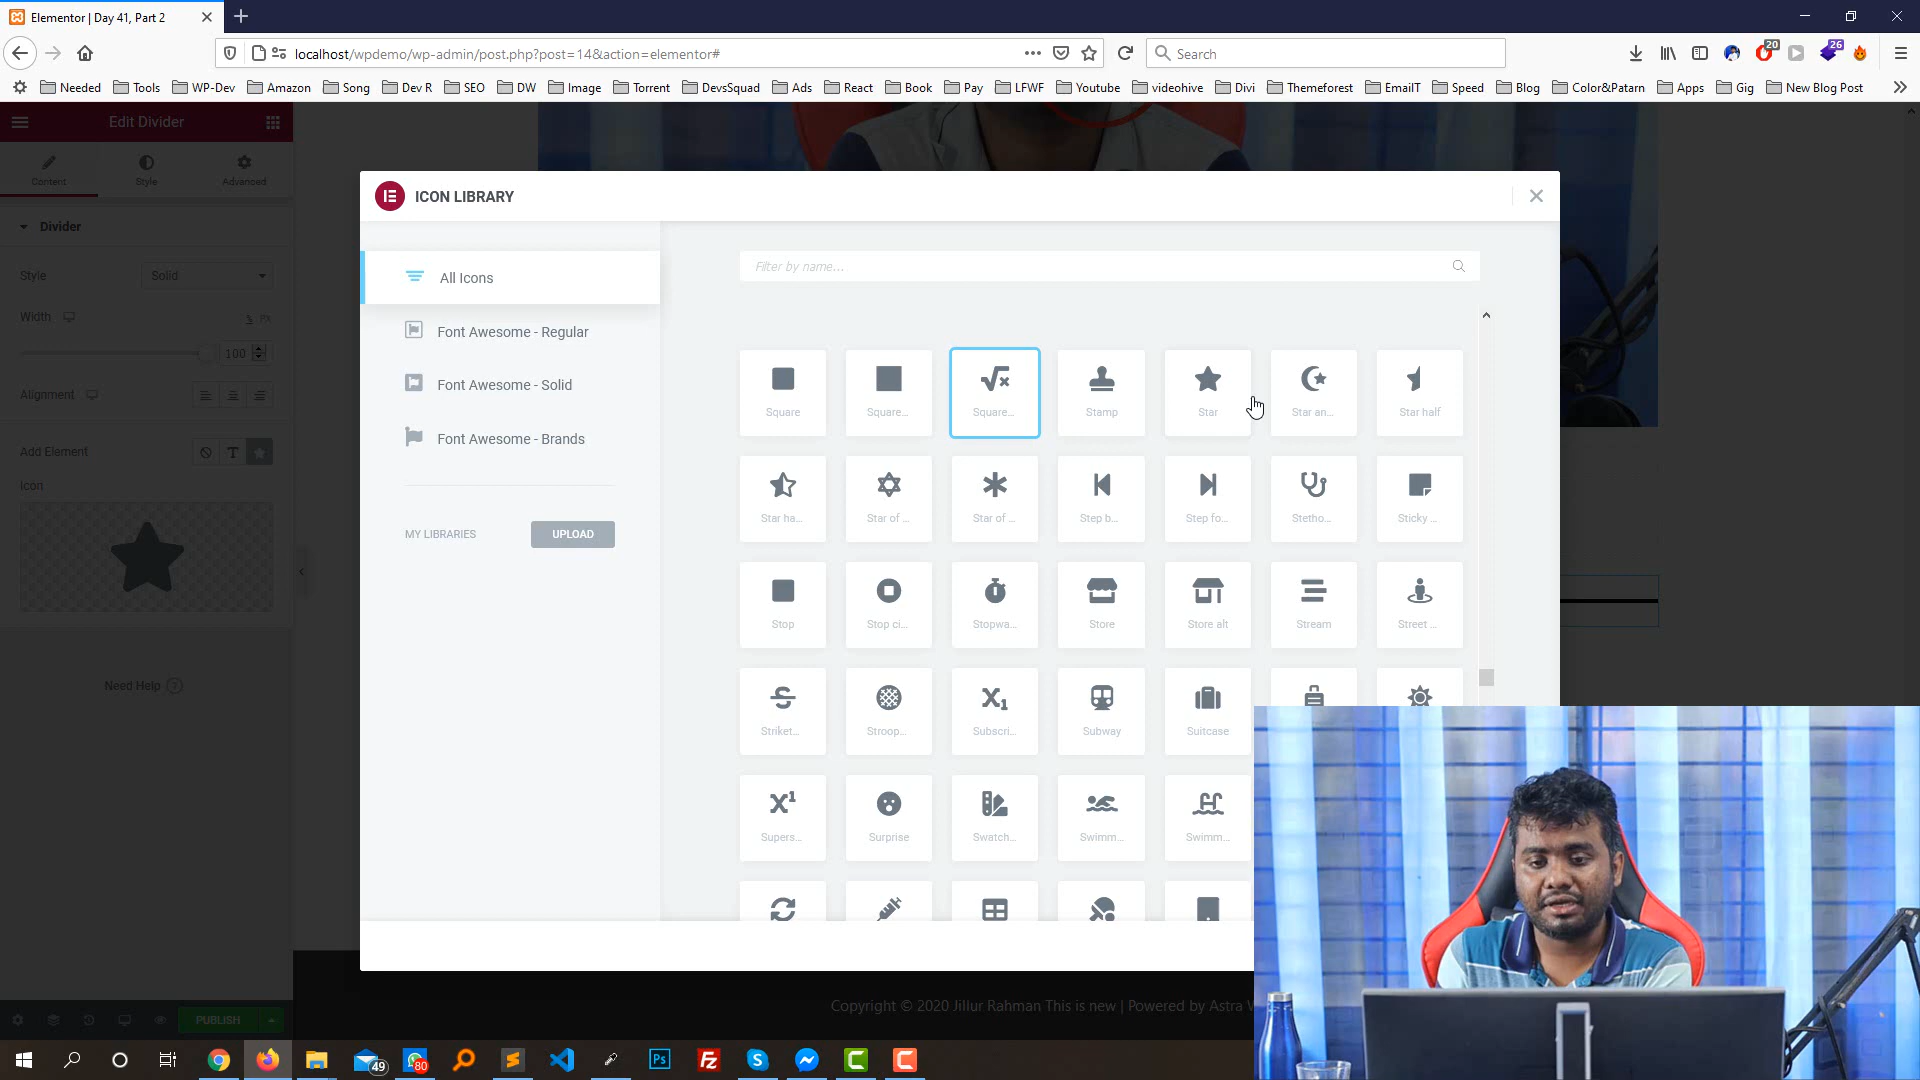 Elementor | Day 41, Part 2
localhost/wpdemo/wp-admin/post.php?post=14&action=elementor#
Search
20
26
Needed
Tools
WP-Dev
Amazon
Song
Dev R
SEO
DW
Image
Torrent
DevsSquad
Ads
React
Book
Pay
LFWF
Youtube
videohive
Divi
Themeforest
EmailT
Speed
Blog
Color&Patarn
Apps
Gig
New Blog Post
Edit Divider
Content
Style
Advanced
Divider
Style
Solid
Width
%
PX
100
Alignment
Add Element
Icon
Need Help
PUBLISH
ICON LIBRARY
All Icons
Font Awesome - Regular
Font Awesome - Solid
Font Awesome - Brands
MY LIBRARIES
UPLOAD
Filter by name...
Square
Square...
Square...
Stamp
Star
Star an...
Star half
Star ha...
Star of ...
Star of ...
Step b...
Step fo...
Stetho...
Sticky ...
Stop
Stop ci...
Stopwa...
Store
Store alt
Stream
Street ...
Striket...
Stroop...
Subscri...
Subway
Suitcase
Supers...
Surprise
Swatch...
Swimm...
Swimm...
Copyright © 2020 Jillur Rahman This is new | Powered by Astra
49
80
Ps